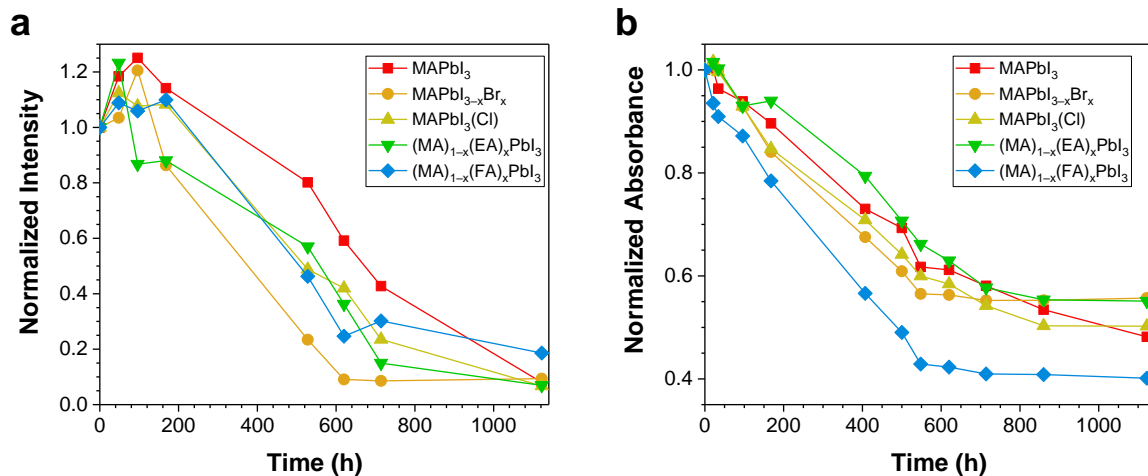 a
Normalized Intensity
1.2
1.0
0.8
0.6
0.4
0.2
0.0
0
200
400
600
800
1000
Time (h)
MAPbI₃
MAPbI₃₋ₓBrₓ
MAPbI₃(Cl)
(MA)₁₋ₓ(EA)ₓPbI₃
(MA)₁₋ₓ(FA)ₓPbI₃
b
Normalized Absorbance
1.0
0.8
0.6
0.4
0
200
400
600
800
1000
Time (h)
MAPbI₃
MAPbI₃₋ₓBrₓ
MAPbI₃(Cl)
(MA)₁₋ₓ(EA)ₓPbI₃
(MA)₁₋ₓ(FA)ₓPbI₃